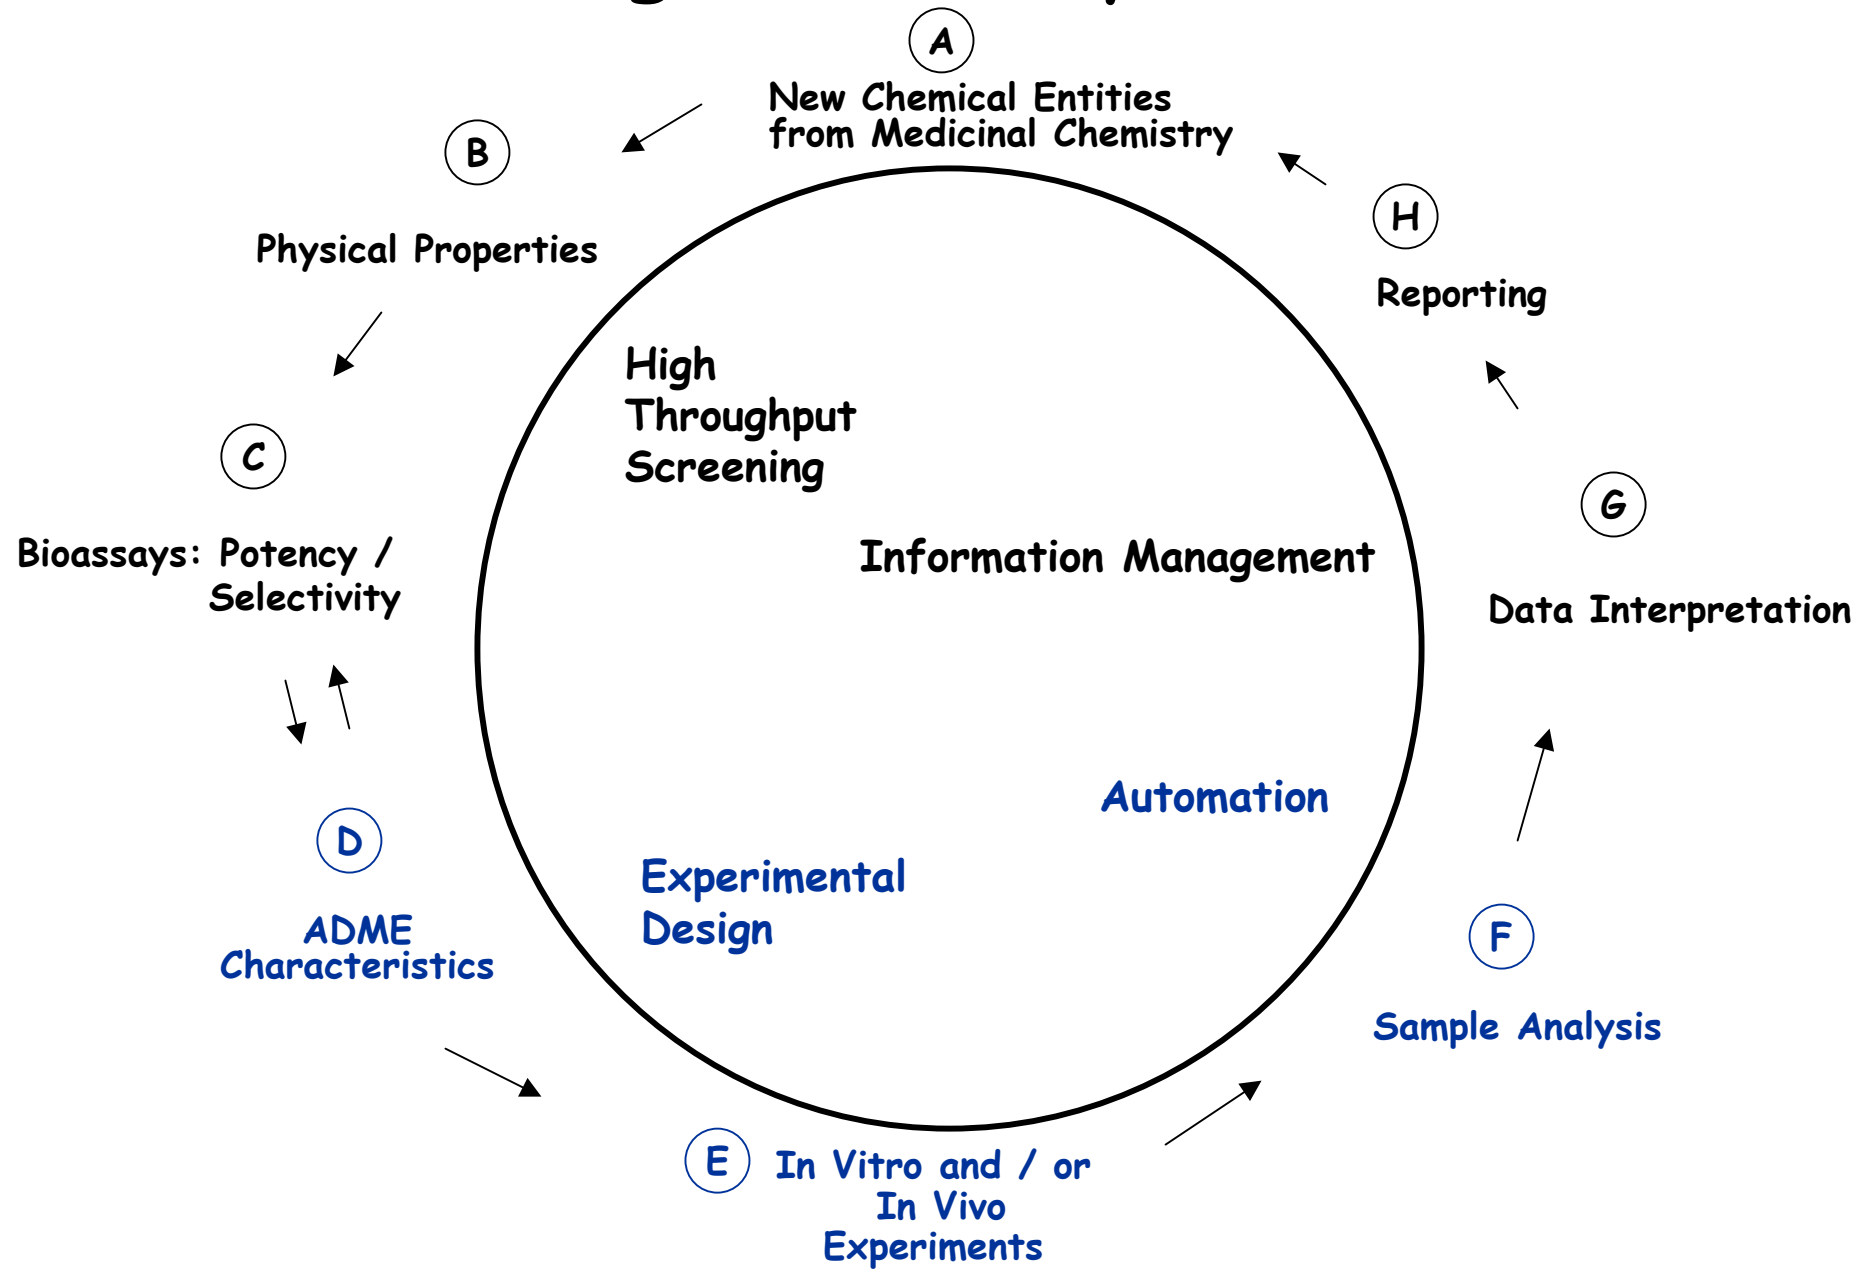 A
New Chemical Entities
from Medicinal Chemistry
B
Physical Properties
H
Reporting
High
Throughput
Screening
C
Bioassays: Potency /
Selectivity
G
Information Management
Data Interpretation
Automation
D
ADME
Characteristics
Experimental
Design
F
Sample Analysis
E
In Vitro and / or
In Vivo
Experiments